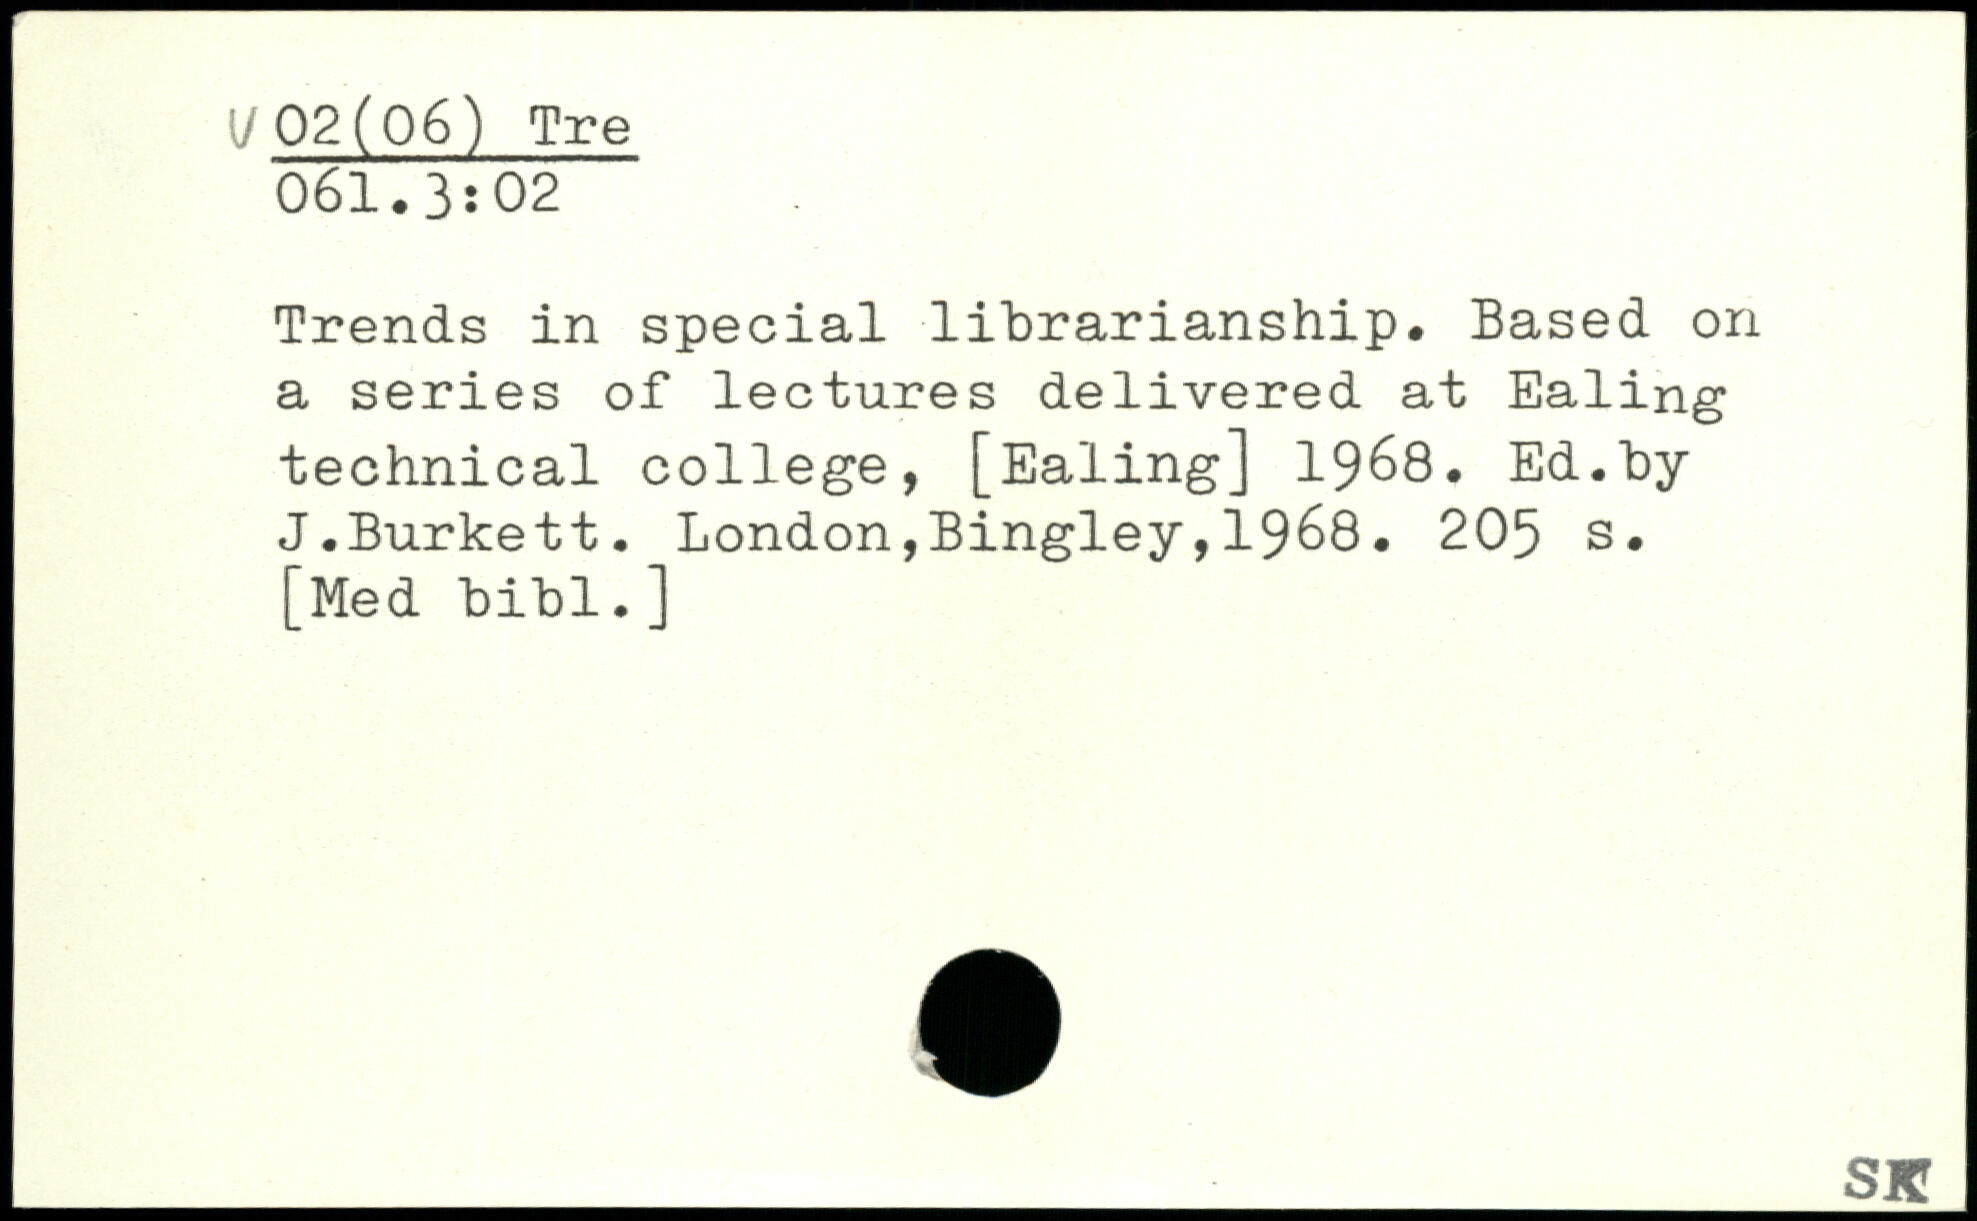 V 02(06) Tre
061.3:02
Trends in special librarianship. Based on
a series of lectures delivered at Ealing
technical college, [Ealing] 1968. Ed.by
J.Burkett. London,Bingley,1968. 205 s.
[Med bibl.]
SK